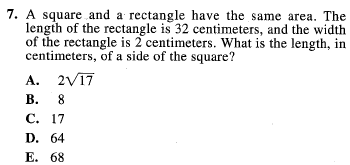 7. A square and a rectangle have the same area. The
length of the rectangle is 32 centimeters, and the width
of the rectangle is 2 centimeters. What is the length, in
centimeters, of a side of the square?
A. 2√17
B. 8
C. 17
D. 64
E. 68